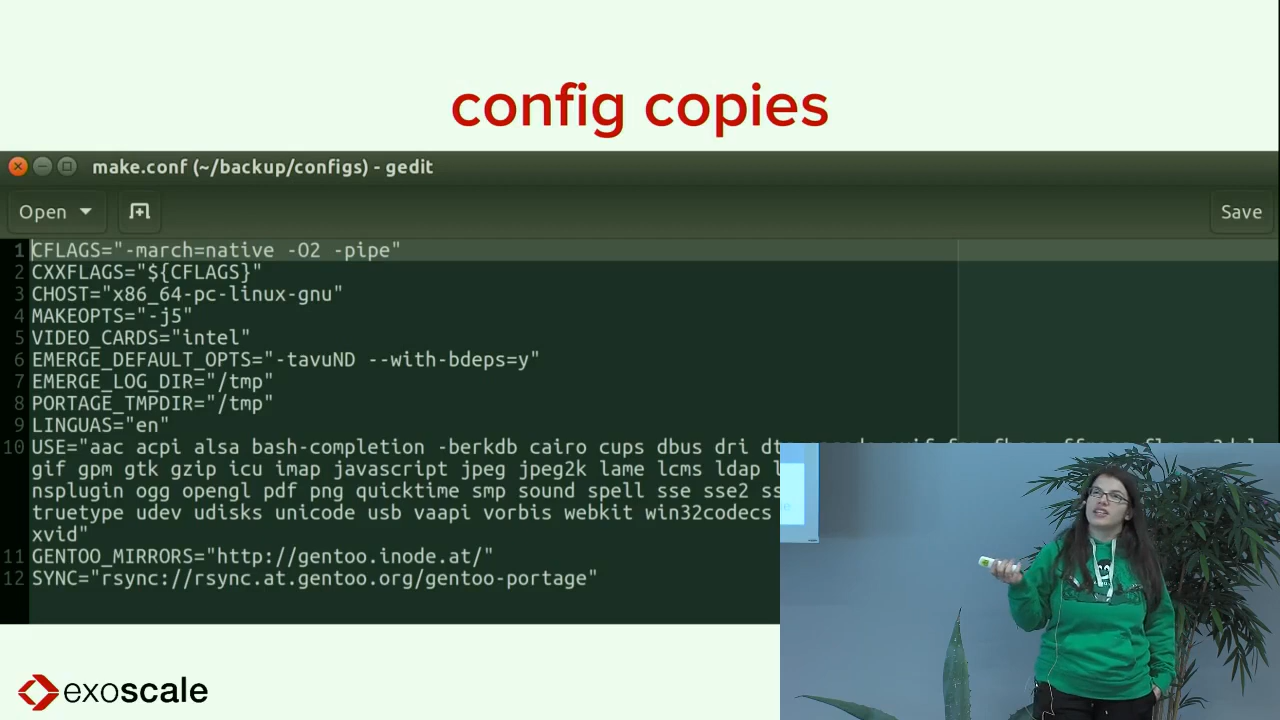 config copies
make.conf (~/backup/configs) - gedit
Open
Save
1 CFLAGS="-march=native -O2 -pipe"
2 CXXFLAGS="${CFLAGS}"
3 CHOST="x86_64-pc-linux-gnu"
4 MAKEOPTS="-j5"
5 VIDEO_CARDS="intel"
6 EMERGE_DEFAULT_OPTS="-tavuND --with-bdeps=y"
7 EMERGE_LOG_DIR="/tmp"
8 PORTAGE_TMPDIR="/tmp"
9 LINGUAS="en"
10 USE="aac acpi alsa bash-completion -berkdb cairo cups dbus dri
gif gpm gtk gzip icu imap javascript jpeg jpeg2k lame lcms ldap
nsplugin ogg opengl pdf png quicktime smp sound spell sse sse2
truetype udev udisks unicode usb vaapi vorbis webkit win32codecs
xvid"
11 GENTOO_MIRRORS="http://gentoo.inode.at/"
12 SYNC="rsync://rsync.at.gentoo.org/gentoo-portage"
exoscale